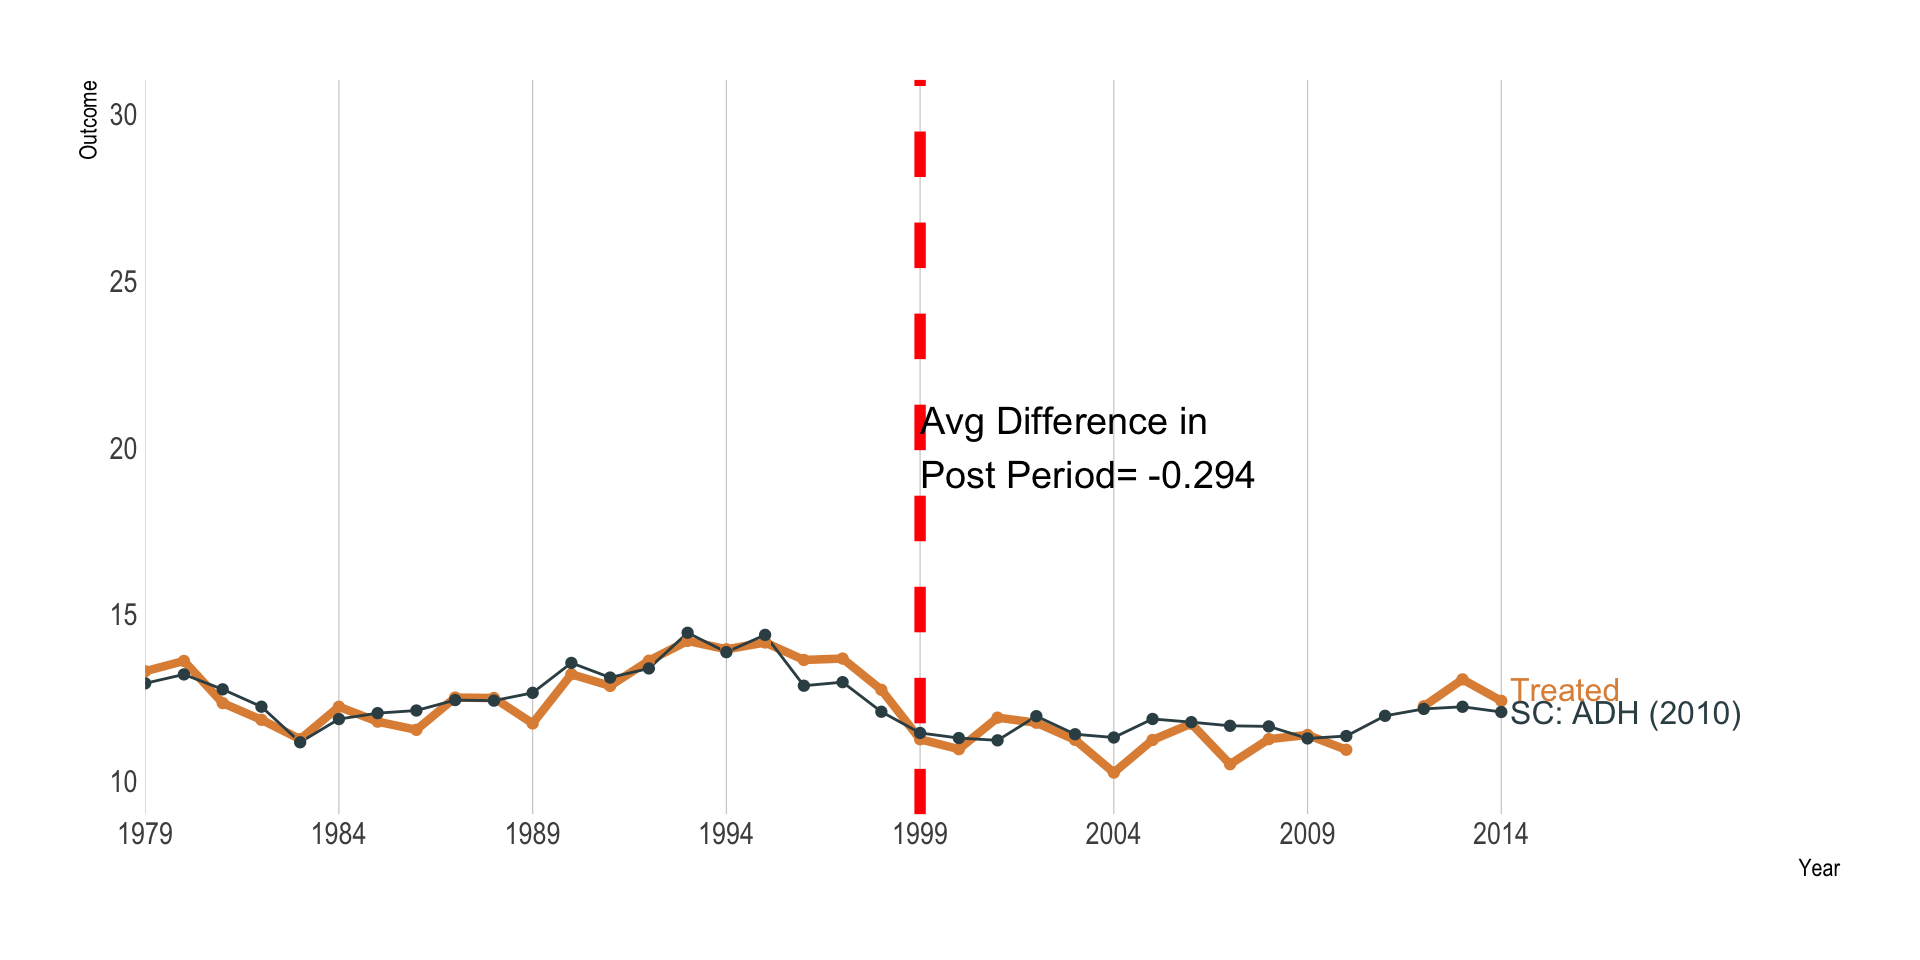 Outcome
30
25
20
15
10
Avg Difference in
Post Period= -0.294
Treated
SC: ADH (2010)
1979 1984 1989 1994 1999 2004 2009 2014
Year